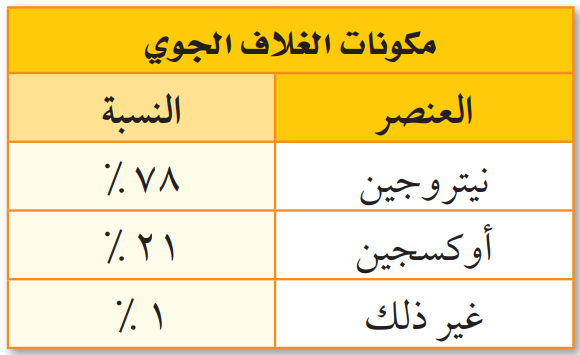 مكونات الغلاف الجوي
العنصر النسبة
نيتروجين ٧٨ ٪
أوكسجين ٢١ ٪
غير ذلك ١ ٪